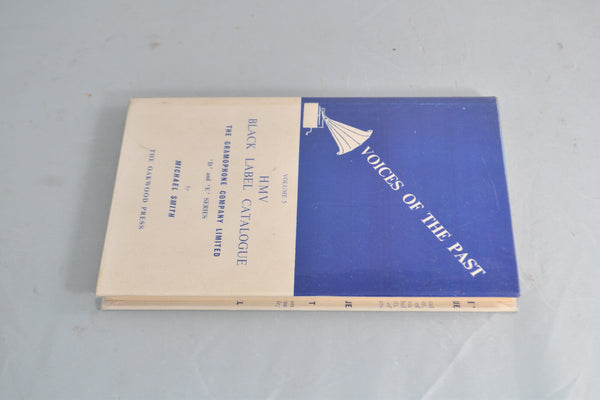 VOICES OF THE PAST
VOLUME 5
HMV
BLACK LABEL CATALOGUE
THE GRAMOPHONE COMPANY LIMITED
'D' and 'E' SERIES
by
MICHAEL SMITH
THE OAKWOOD PRESS